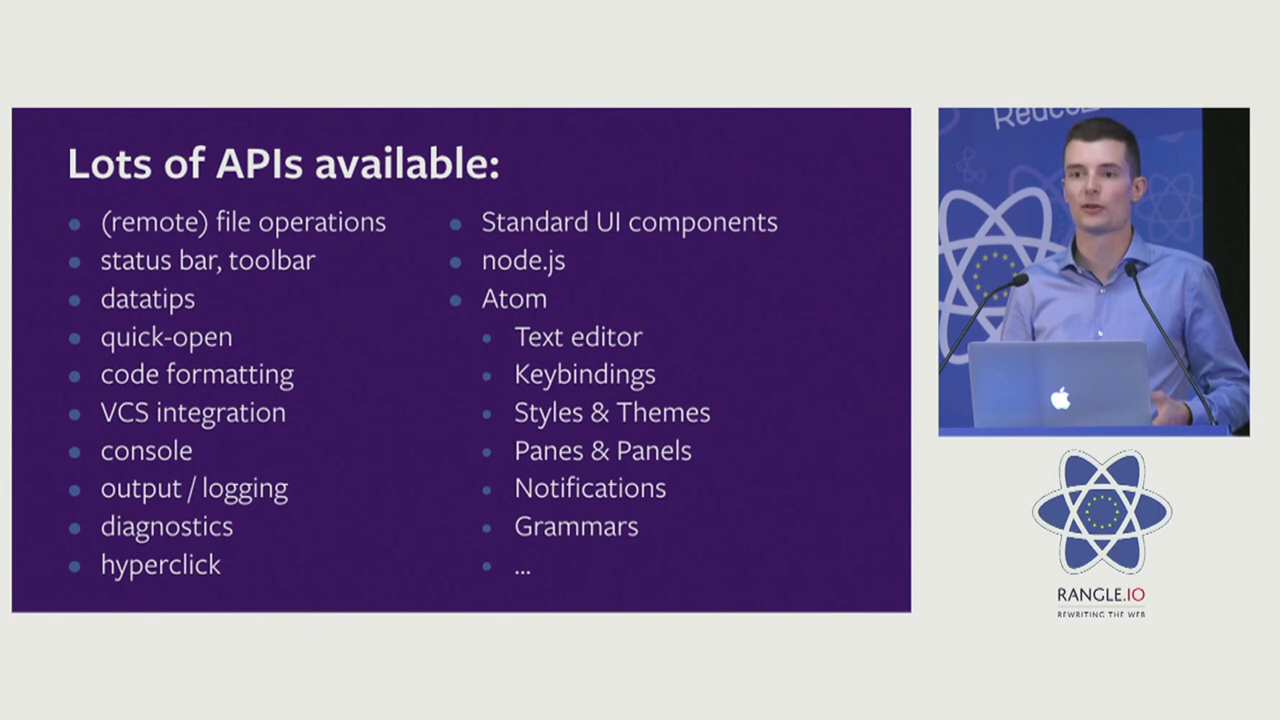 Lots of APIs available:
(remote) file operations
status bar, toolbar
datatips
quick-open
code formatting
VCS integration
console
output / logging
diagnostics
hyperclick
Standard UI components
node.js
Atom
Text editor
Keybindings
Styles & Themes
Panes & Panels
Notifications
Grammars
...
RANGLE.IO
REWRITING THE WEB